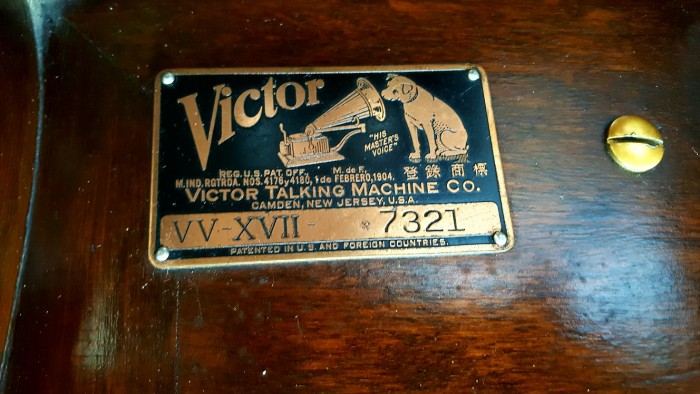 Victor
"HIS
MASTER'S
VOICE"
REG. U.S. PAT. OFF. M. de F.
M. IND. RGTRDA. NOS. 4176, y 4180, 1º de FEBRERO, 1904. 登錄商標
VICTOR TALKING MACHINE CO.
CAMDEN, NEW JERSEY, U.S.A.
VV-XVII- 7321
PATENTED IN U.S. AND FOREIGN COUNTRIES.